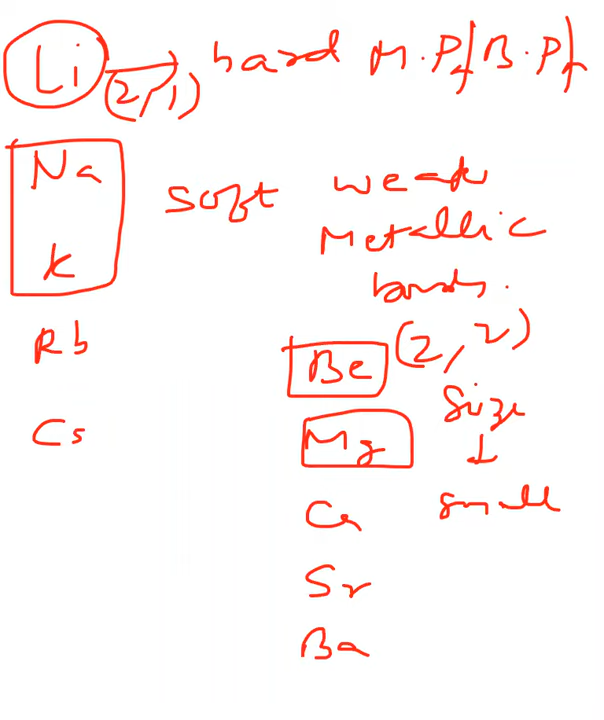 Li (2,1) hard M.P/B.P
Na
soft weak
Metallic
K
bonds.
Rb
Be (2,2)
Size
Cs
Mg
small
Ca
Sr
Ba